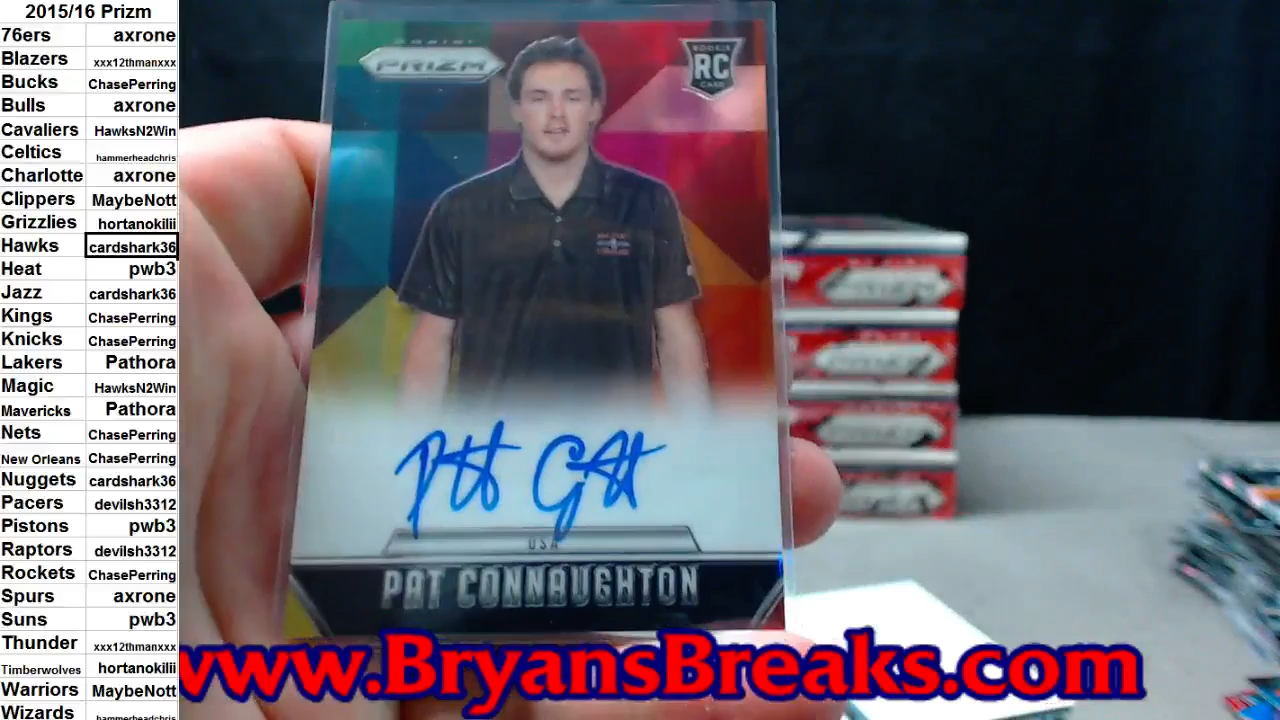 2015/16 Prizm
76ers axrone
Blazers xxx12thmanxxx
Bucks ChasePerring
Bulls axrone
Cavaliers HawksN2Win
Celtics hammerheadchris
Charlotte axrone
Clippers MaybeNott
Grizzlies hortanokilii
Hawks cardshark36
Heat pwb3
Jazz cardshark36
Kings ChasePerring
Knicks ChasePerring
Lakers Pathora
Magic HawksN2Win
Mavericks Pathora
Nets ChasePerring
New Orleans ChasePerring
Nuggets cardshark36
Pacers devilsh3312
Pistons pwb3
Raptors devilsh3312
Rockets ChasePerring
Spurs axrone
Suns pwb3
Thunder xxx12thmanxxx
Timberwolves hortanokilii
Warriors MaybeNott
Wizards hammerheadchris
PANINI
PRIZM
ROOKIE
RC
CARD
USA
PAT CONNAUGHTON
www.BryansBreaks.com